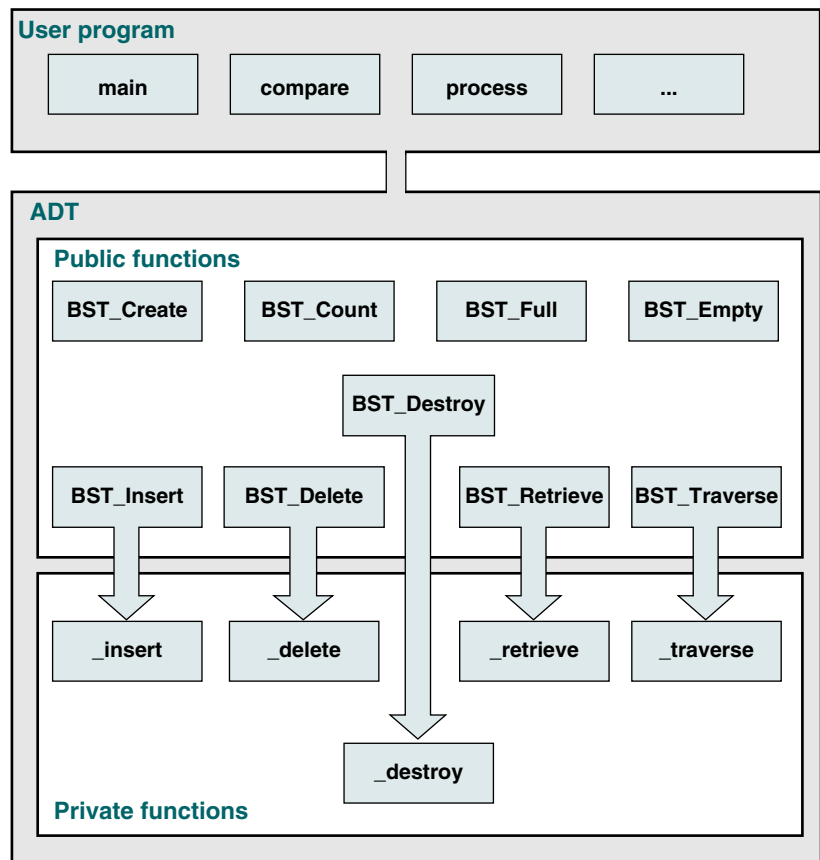 User program
main
compare
process
...
ADT
Public functions
BST_Create
BST_Count
BST_Full
BST_Empty
BST_Destroy
BST_Insert
BST_Delete
BST_Retrieve
BST_Traverse
_insert
_delete
_retrieve
_traverse
_destroy
Private functions